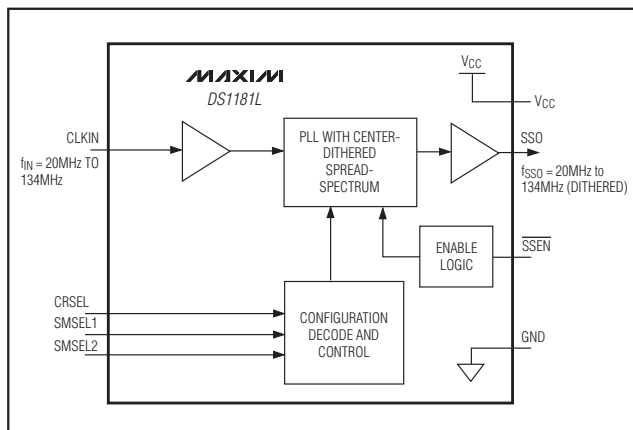 MAXIM
DS1181L
VCC
VCC
CLKIN
fIN = 20MHz TO
134MHz
PLL WITH CENTER-
DITHERED
SPREAD-
SPECTRUM
SSO
fSSO = 20MHz to
134MHz (DITHERED)
ENABLE
LOGIC
SSEN
CRSEL
SMSEL1
SMSEL2
CONFIGURATION
DECODE AND
CONTROL
GND